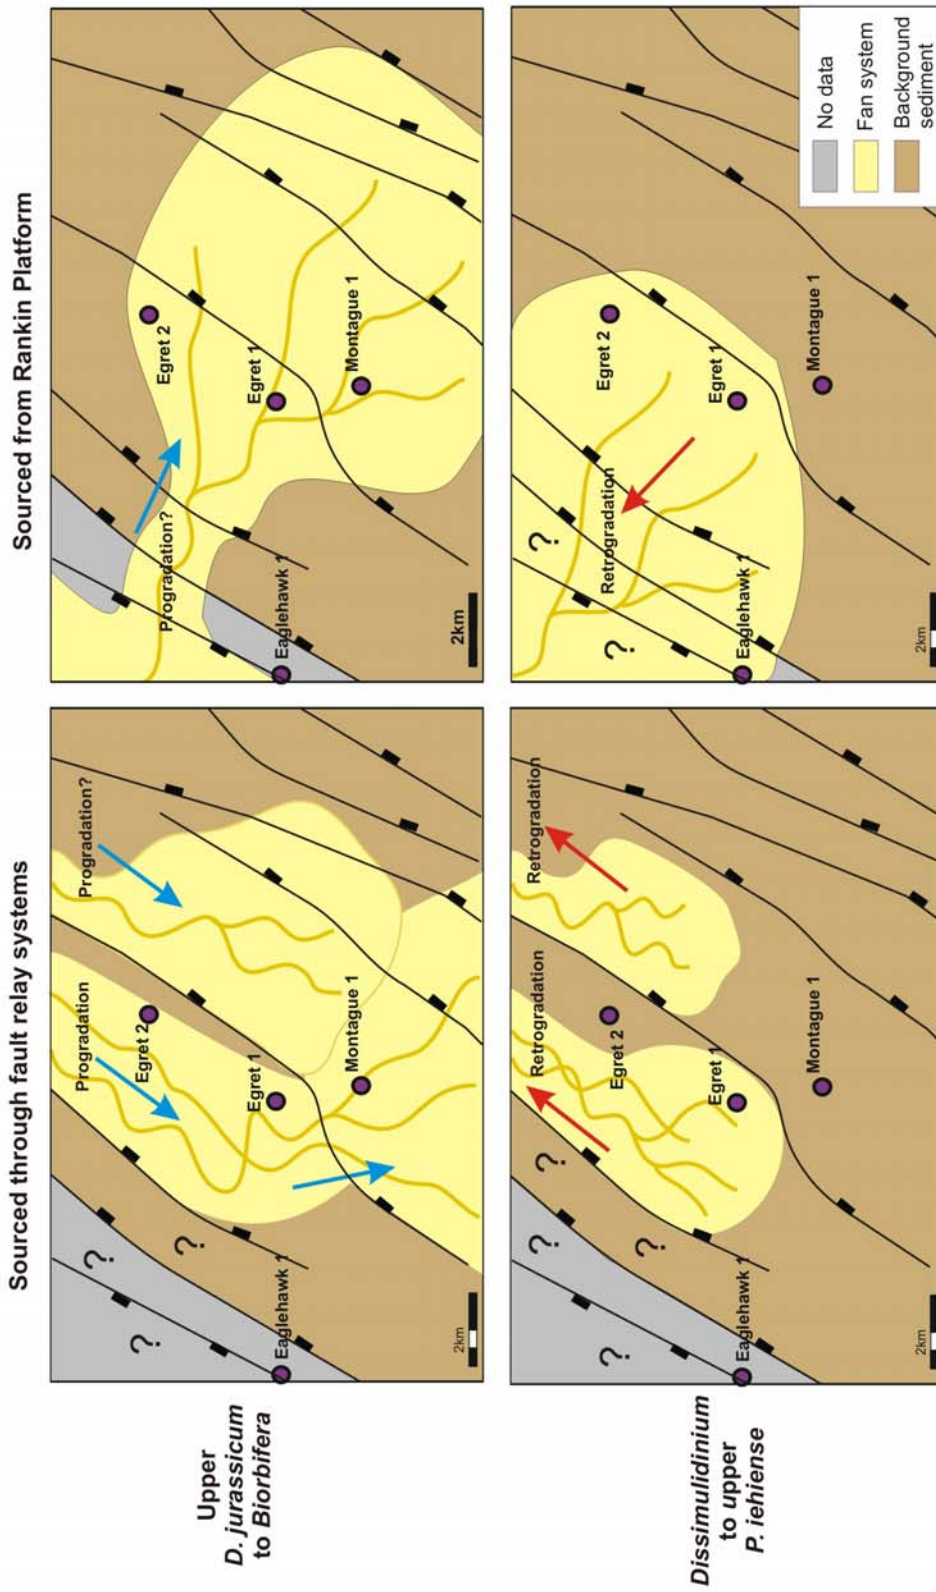 Sourced through fault relay systems
Sourced from Rankin Platform
Upper
D. jurassicum
to Biorbifera
Progradation
Progradation?
Egret 2
Egret 1
Montague 1
Eaglehawk 1
?
?
?
2km
Progradation?
Egret 2
Egret 1
Montague 1
Eaglehawk 1
2km
Dissimulidinium
to upper
P. iehiense
Retrogradation
Retrogradation
Egret 2
Egret 1
Montague 1
Eaglehawk 1
?
?
?
?
2km
Retrogradation
Egret 2
Egret 1
Montague 1
Eaglehawk 1
?
?
2km
No data
Fan system
Background
sediment